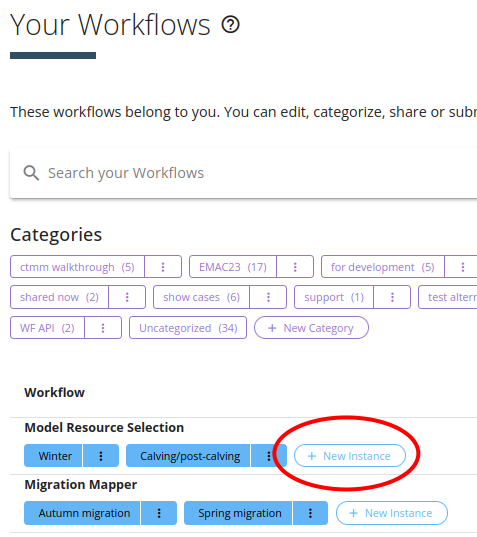 Your Workflows ?
These workflows belong to you. You can edit, categorize, share or
Search your Workflows
Categories
ctmm walkthrough (5) EMAC23 (17) for development (5)
shared now (2) show cases (6) support (1) test
WF API (2) Uncategorized (34) + New Category
Workflow
Model Resource Selection
Winter Calving/post-calving + New Instance
Migration Mapper
Autumn migration Spring migration + New Instance